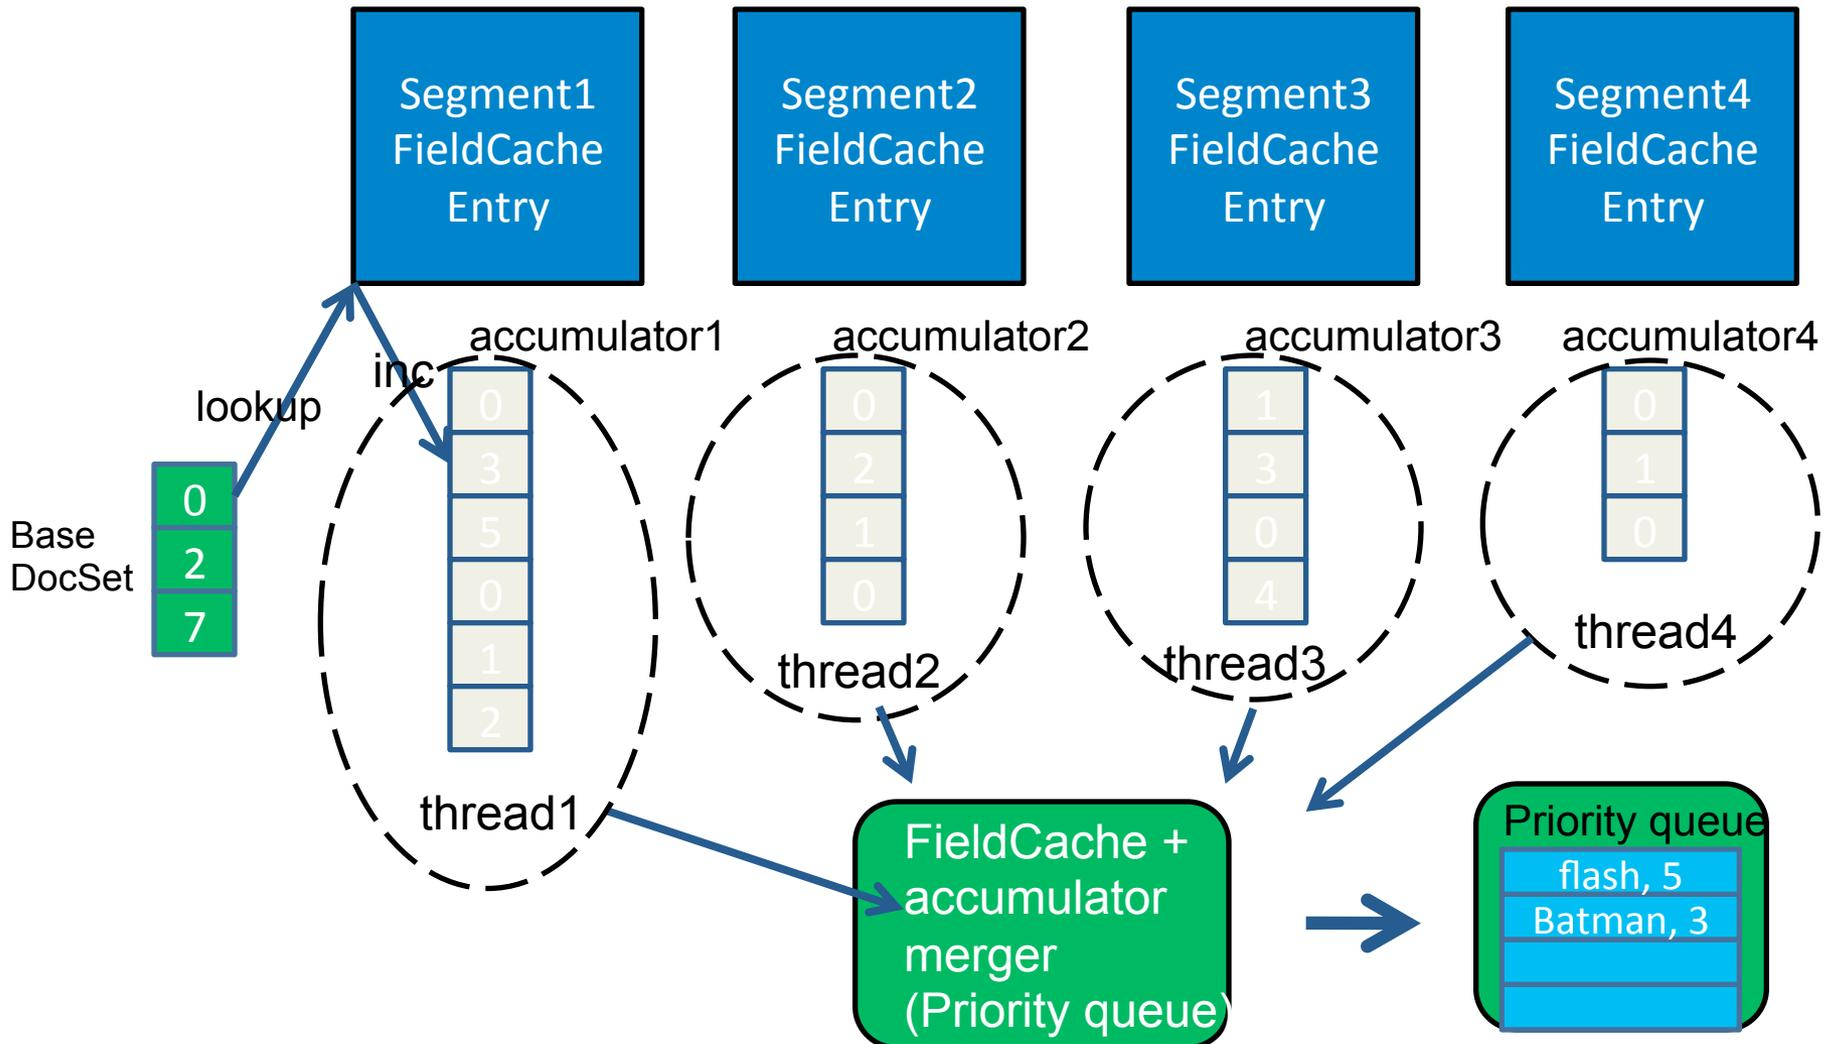 Segment1
FieldCache
Entry
Segment2
FieldCache
Entry
Segment3
FieldCache
Entry
Segment4
FieldCache
Entry
accumulator1
accumulator2
accumulator3
accumulator4
inc
lookup
Base
DocSet
0
2
7
0
3
5
0
1
2
thread1
0
2
1
0
thread2
1
3
0
4
thread3
0
1
0
thread4
FieldCache +
accumulator
merger
(Priority queue)
Priority queue
flash, 5
Batman, 3